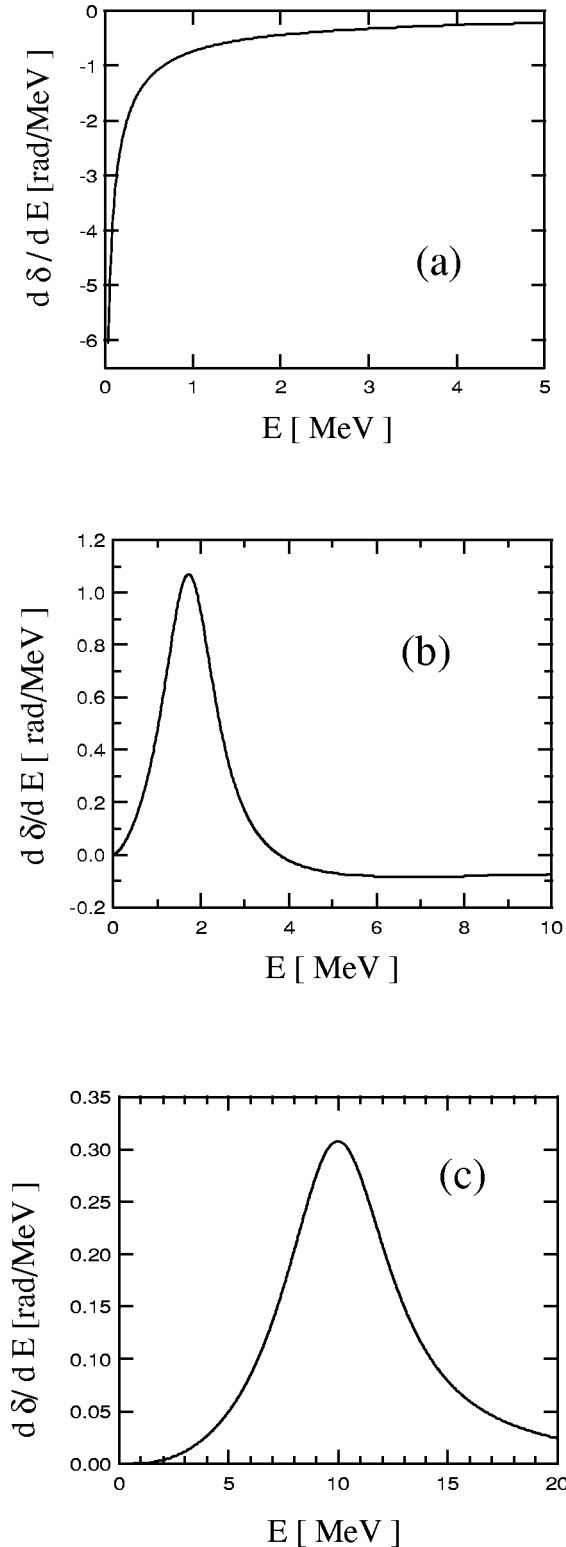 0
-1
-2
-3
-4
-5
-6
d δ / d E [rad/MeV]
(a)
0 1 2 3 4 5
E [ MeV ]
1.2
1.0
0.8
0.6
0.4
0.2
0.0
-0.2
d δ/d E [ rad/MeV ]
(b)
0 2 4 6 8 10
E [ MeV ]
0.35
0.30
0.25
0.20
0.15
0.10
0.05
0.00
d δ/ d E [rad/MeV ]
(c)
0 5 10 15 20
E [ MeV ]